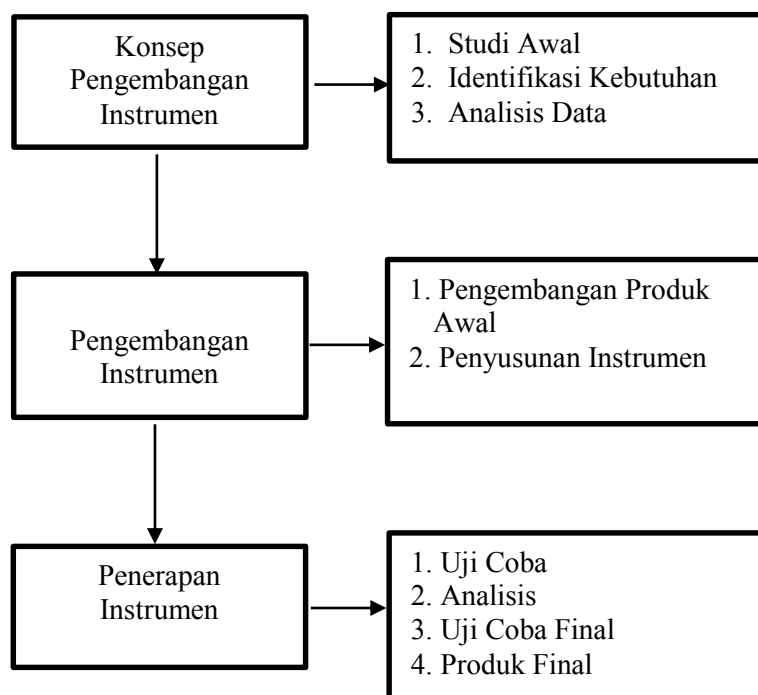 Konsep
Pengembangan
Instrumen
1. Studi Awal
2. Identifikasi Kebutuhan
3. Analisis Data
Pengembangan
Instrumen
1. Pengembangan Produk
Awal
2. Penyusunan Instrumen
Penerapan
Instrumen
1. Uji Coba
2. Analisis
3. Uji Coba Final
4. Produk Final